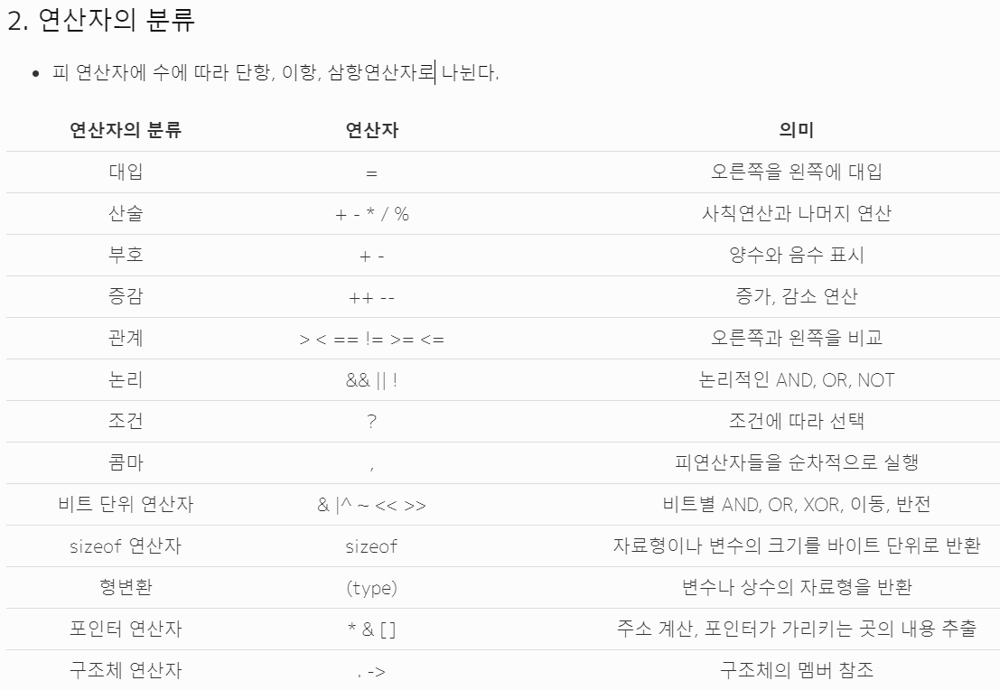 2. 연산자의 분류
• 피 연산자에 수에 따라 단항, 이항, 삼항연산자로 나뉜다.
연산자의 분류 연산자 의미
대입 = 오른쪽을 왼쪽에 대입
산술 + - * / % 사칙연산과 나머지 연산
부호 + - 양수와 음수 표시
증감 ++ -- 증가, 감소 연산
관계 > < == != >= <= 오른쪽과 왼쪽을 비교
논리 && || ! 논리적인 AND, OR, NOT
조건 ? 조건에 따라 선택
콤마 , 피연산자들을 순차적으로 실행
비트 단위 연산자 & |^ ~ << >> 비트별 AND, OR, XOR, 이동, 반전
sizeof 연산자 sizeof 자료형이나 변수의 크기를 바이트 단위로 반환
형변환 (type) 변수나 상수의 자료형을 반환
포인터 연산자 * & [ ] 주소 계산, 포인터가 가리키는 곳의 내용 추출
구조체 연산자 . -> 구조체의 멤버 참조